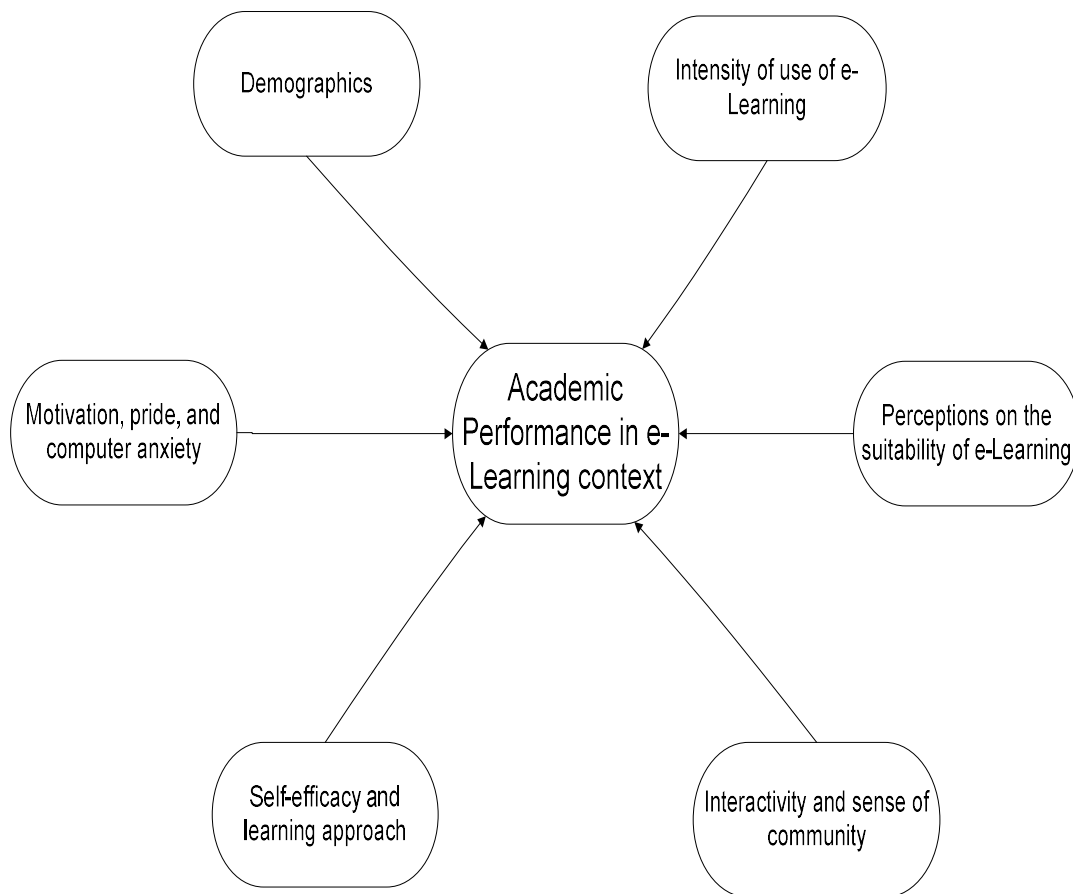 Demographics
Intensity of use of e-
Learning
Academic
Performance in e-
Learning context
Motivation, pride, and
computer anxiety
Perceptions on the
suitability of e-Learning
Self-efficacy and
learning approach
Interactivity and sense of
community